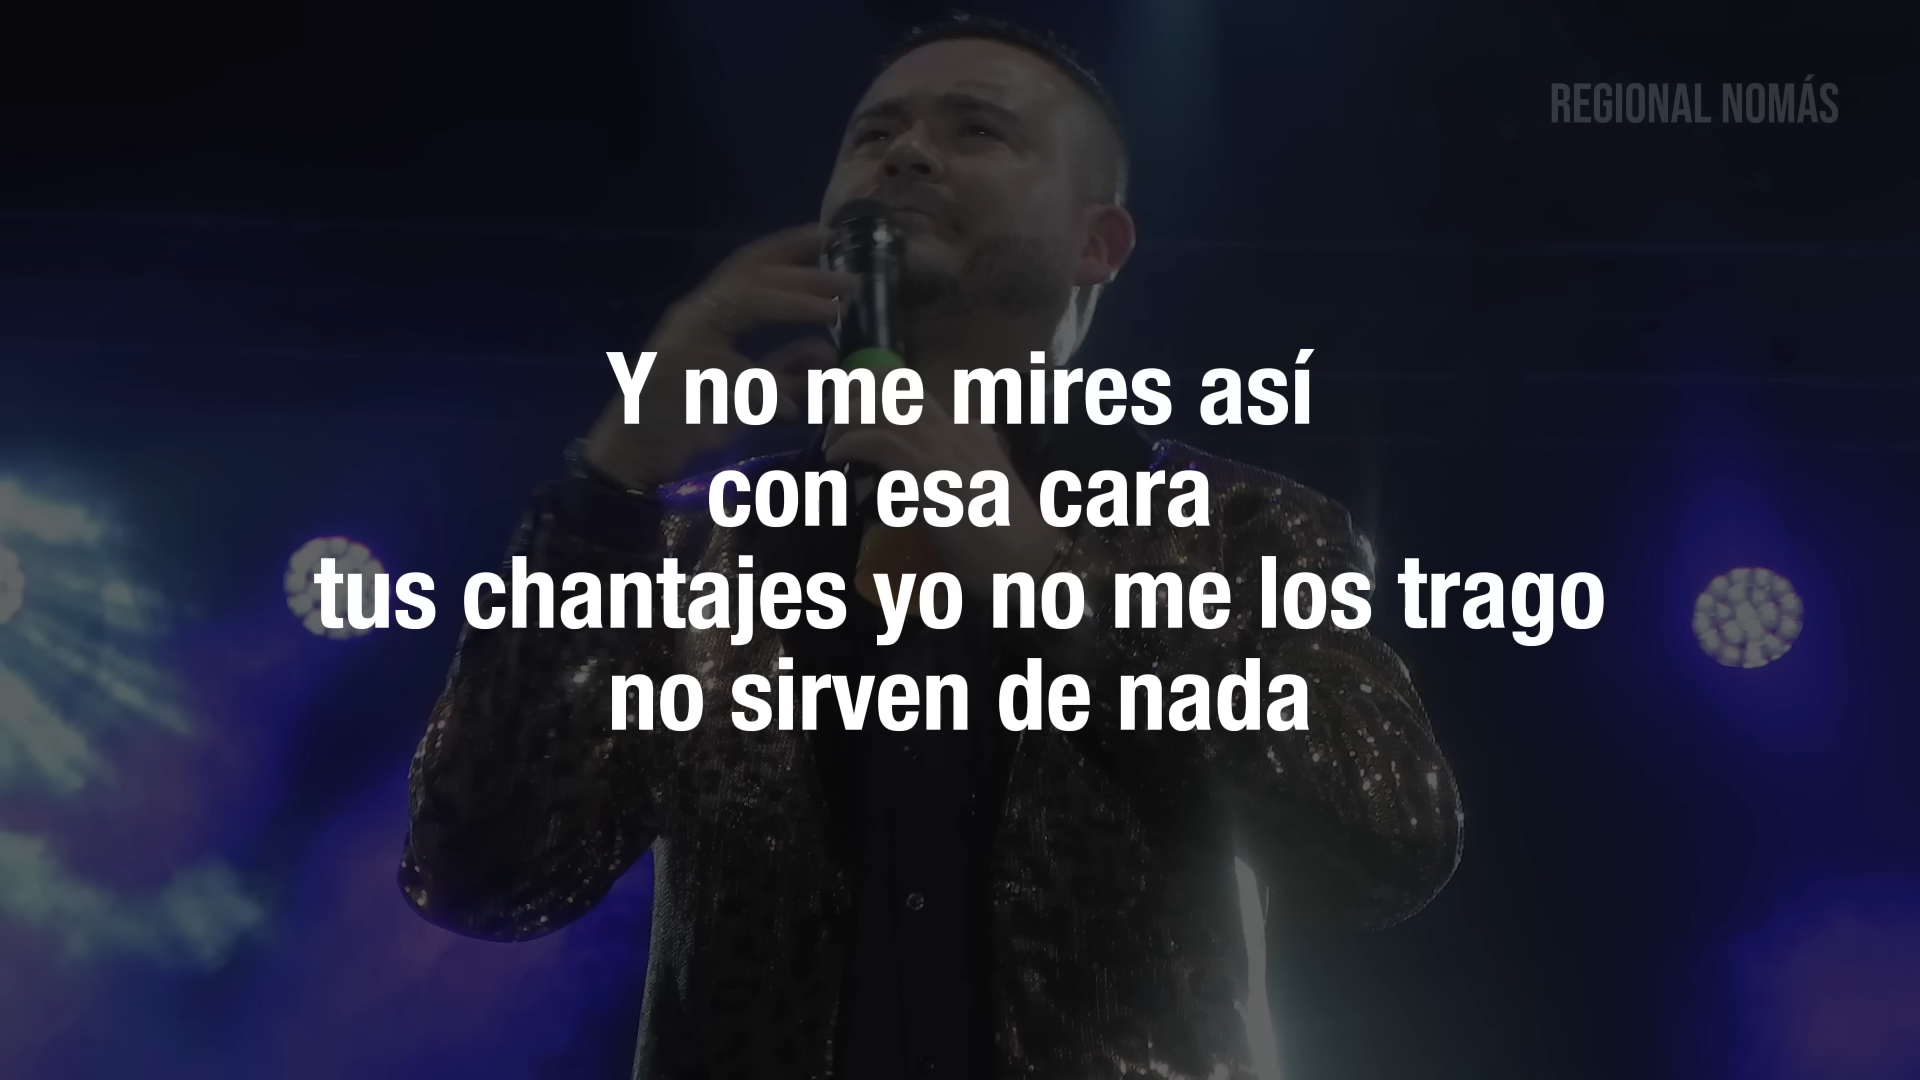 REGIONAL NOMÁS
Y no me mires así
con esa cara
tus chantajes yo no me los trago
no sirven de nada